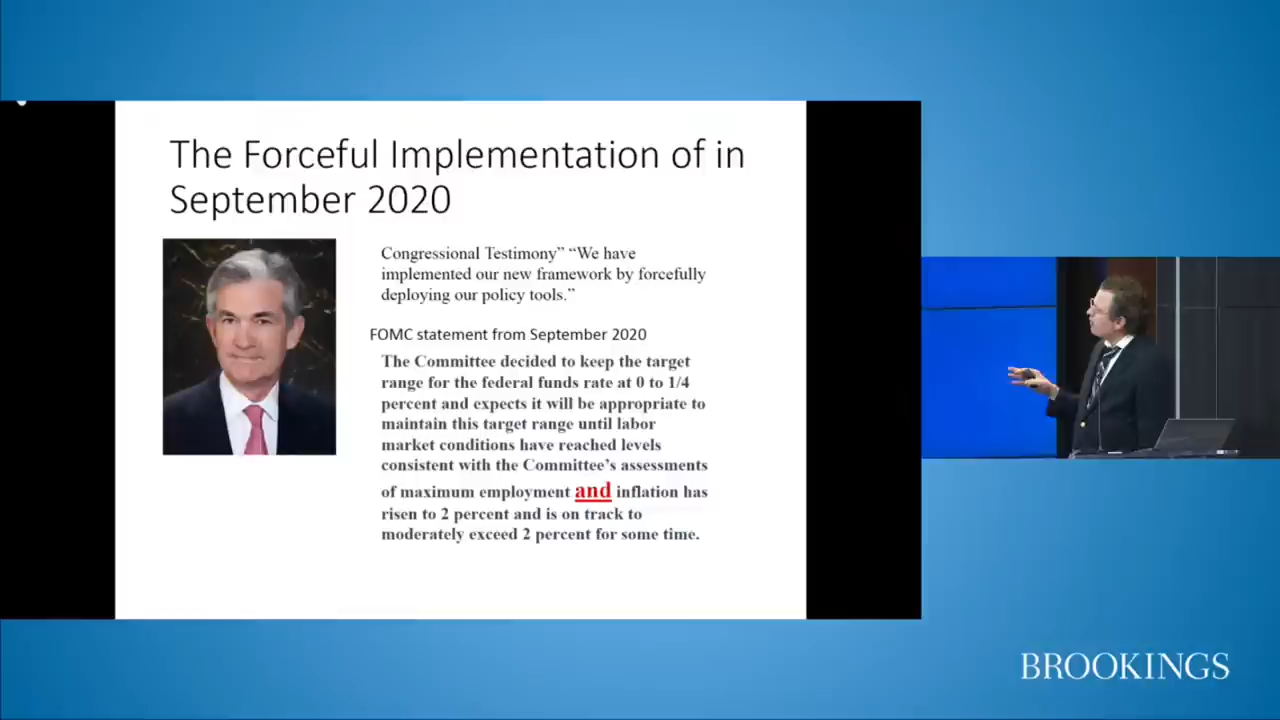 The Forceful Implementation of in
September 2020
Congressional Testimony” “We have
implemented our new framework by forcefully
deploying our policy tools.”
FOMC statement from September 2020
The Committee decided to keep the target
range for the federal funds rate at 0 to 1/4
percent and expects it will be appropriate to
maintain this target range until labor
market conditions have reached levels
consistent with the Committee’s assessments
of maximum employment and inflation has
risen to 2 percent and is on track to
moderately exceed 2 percent for some time.
BROOKINGS